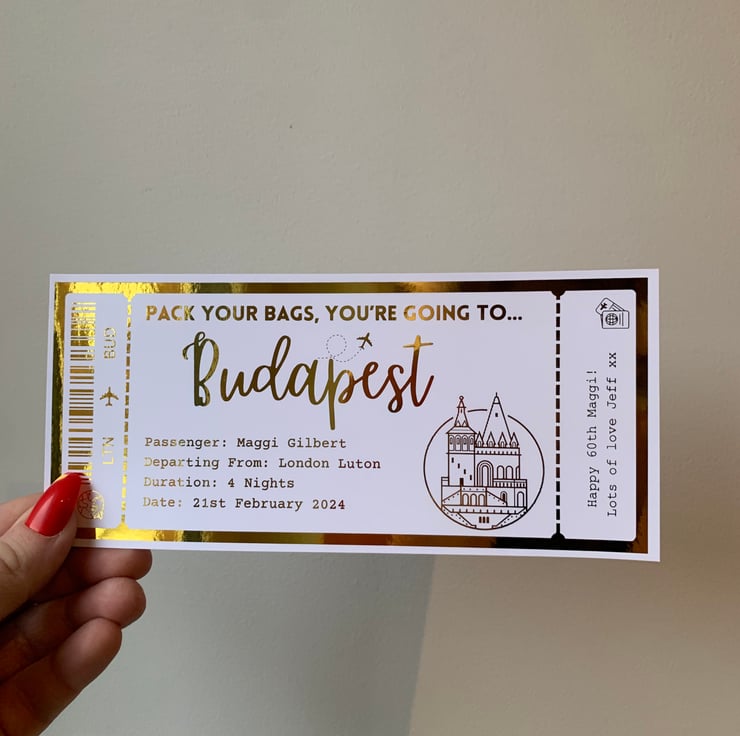 LTN BUD
PACK YOUR BAGS, YOU'RE GOING TO...
Budapest
Passenger: Maggi Gilbert
Departing From: London Luton
Duration: 4 Nights
Date: 21st February 2024
Happy 60th Maggi!
Lots of love Jeff xx